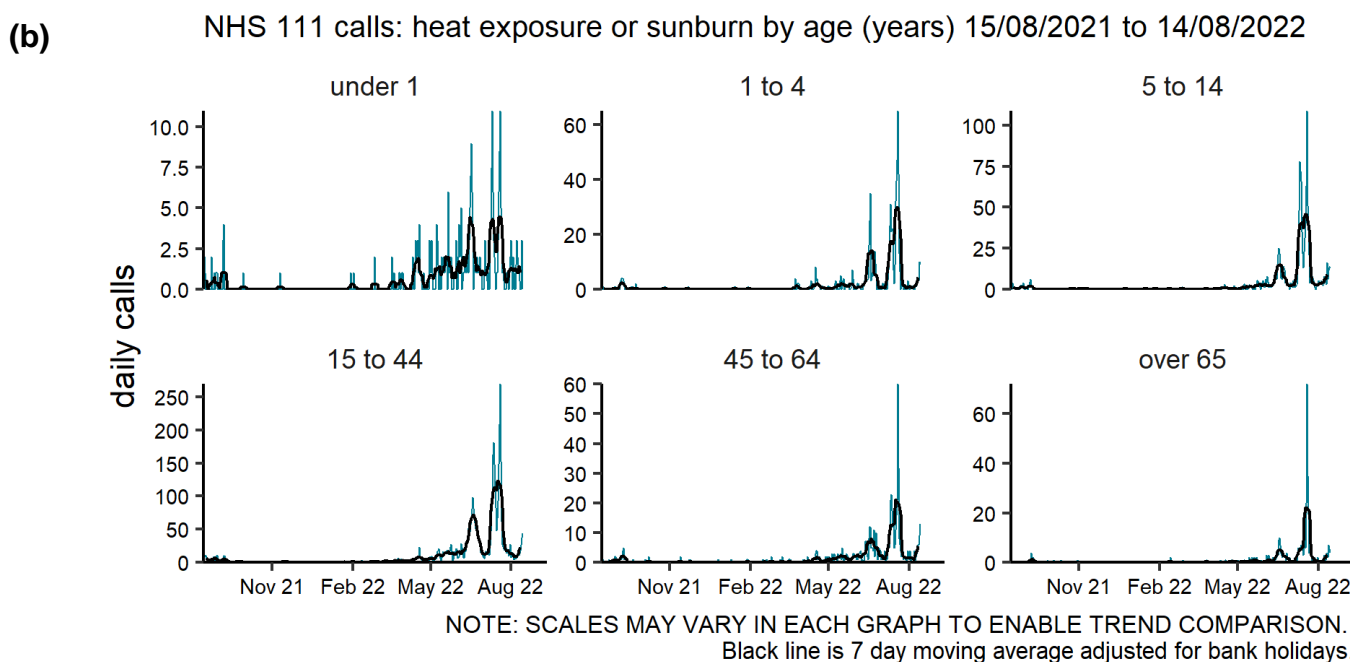 (b)
NHS 111 calls: heat exposure or sunburn by age (years) 15/08/2021 to 14/08/2022
under 1
1 to 4
5 to 14
10.0
7.5
5.0
2.5
0.0
60
40
20
0
100
75
50
25
0
daily calls
15 to 44
45 to 64
over 65
250
200
150
100
50
0
60
50
40
30
20
10
0
60
40
20
0
Nov 21 Feb 22 May 22 Aug 22
Nov 21 Feb 22 May 22 Aug 22
Nov 21 Feb 22 May 22 Aug 22
NOTE: SCALES MAY VARY IN EACH GRAPH TO ENABLE TREND COMPARISON.
Black line is 7 day moving average adjusted for bank holidays